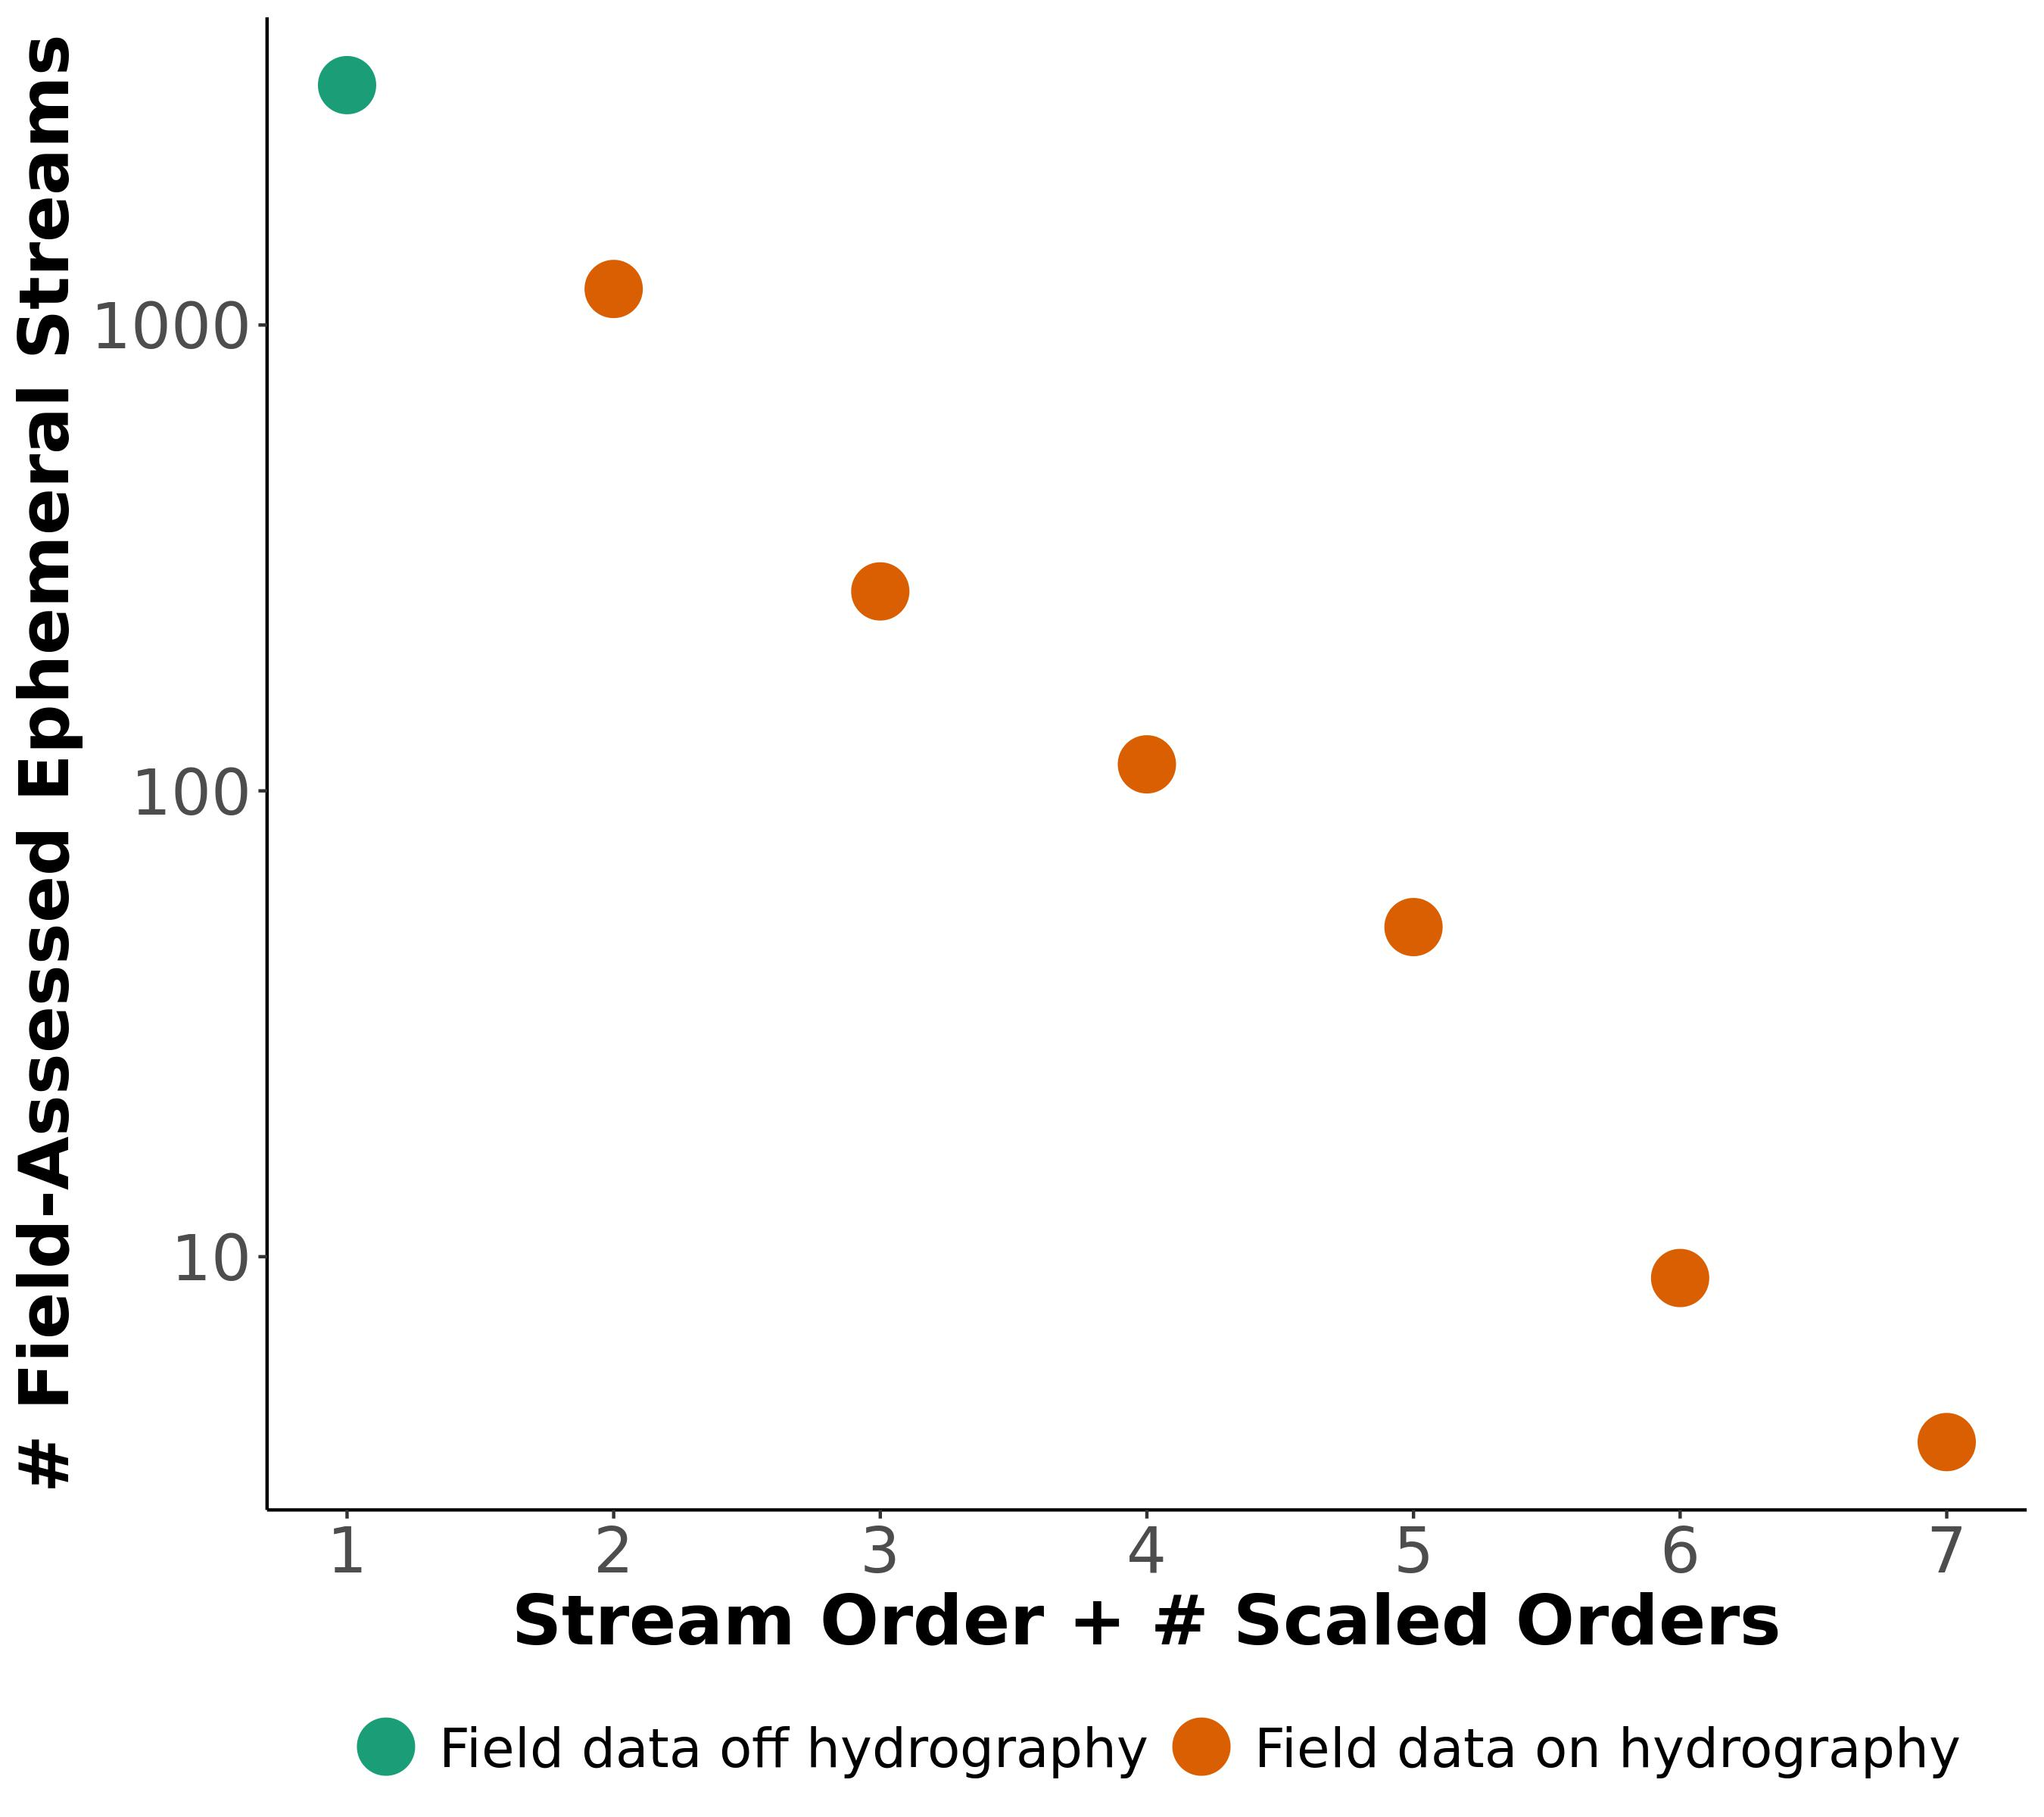 # Field-Assessed Ephemeral Streams
1000
100
10
1 2 3 4 5 6 7
Stream Order + # Scaled Orders
Field data off hydrography Field data on hydrography